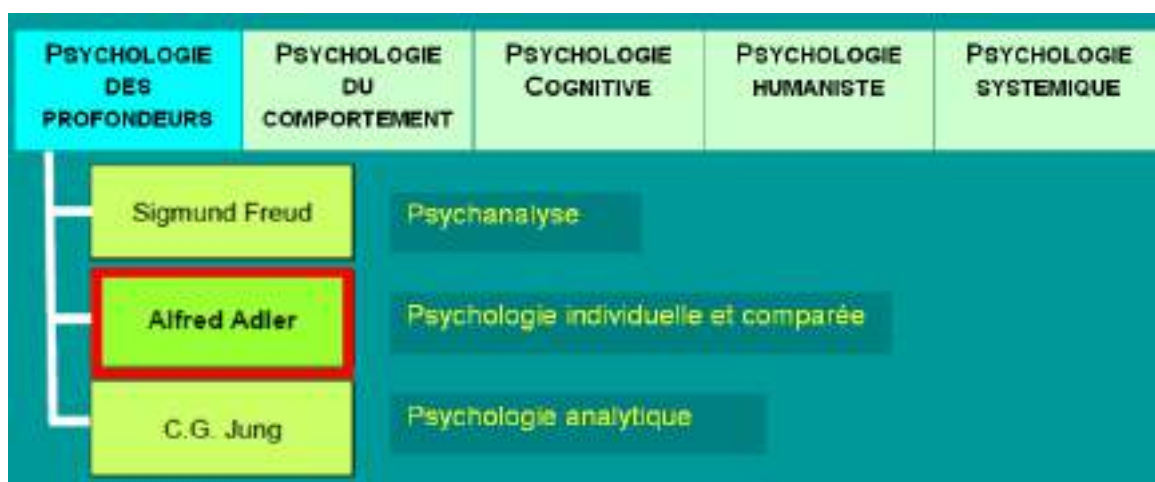 PSYCHOLOGIE
DES
PROFONDEURS
PSYCHOLOGIE
DU
COMPORTEMENT
PSYCHOLOGIE
COGNITIVE
PSYCHOLOGIE
HUMANISTE
PSYCHOLOGIE
SYSTEMIQUE
Sigmund Freud
Psychanalyse
Alfred Adler
Psychologie individuelle et comparée
C.G. Jung
Psychologie analytique